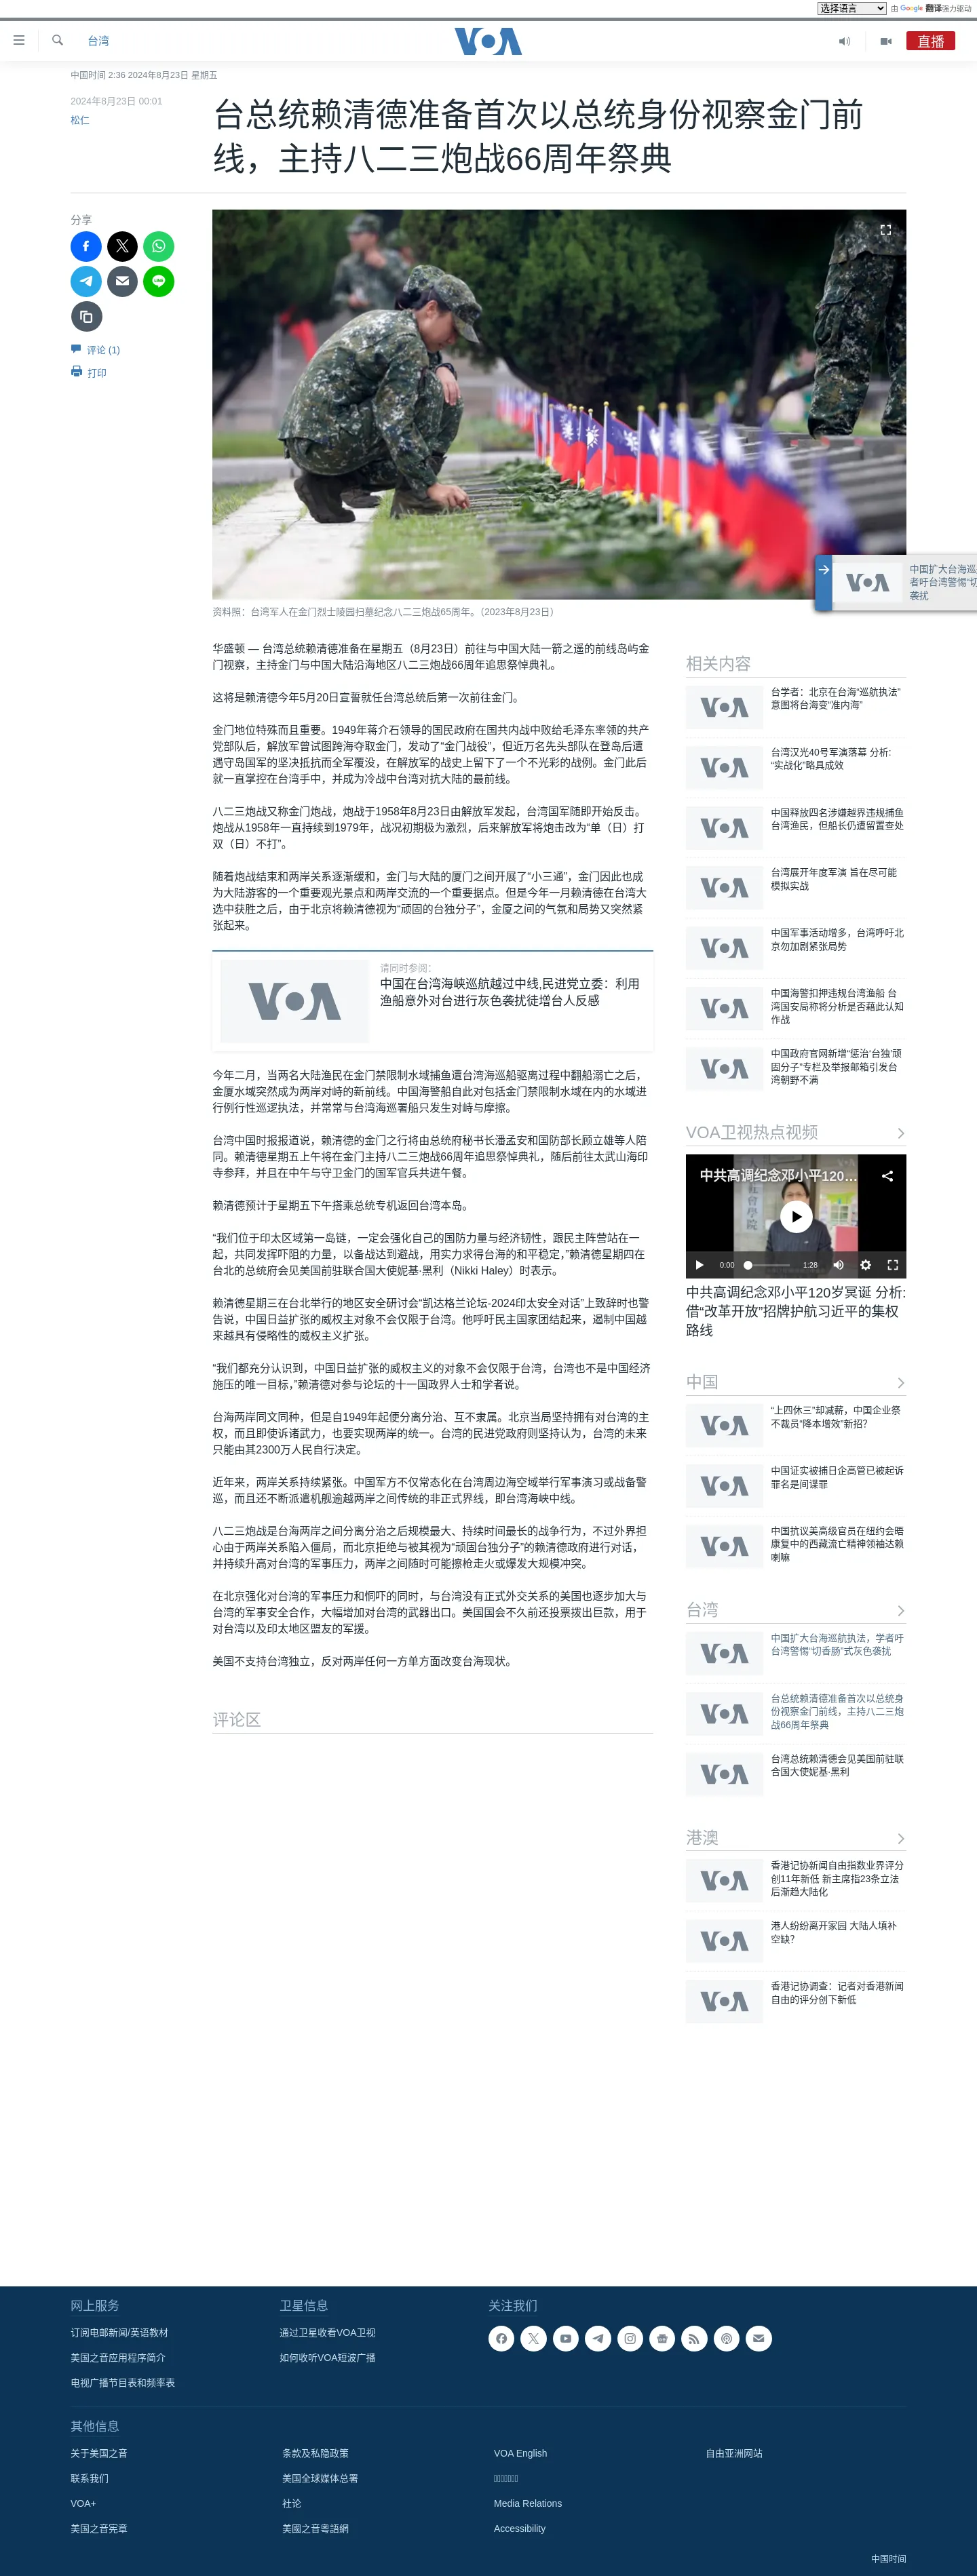 选择语言 由 Google 翻译强力驱动
台湾
VOA
直播
中国时间 2:36 2024年8月23日 星期五
2024年8月23日 00:01
松仁
台总统赖清德准备首次以总统身份视察金门前
线，主持八二三炮战66周年祭典
分享
评论 (1)
打印
中国扩大台海巡
者吁台湾警惕“切
袭扰
资料照：台湾军人在金门烈士陵园扫墓纪念八二三炮战65周年。（2023年8月23日）
华盛顿 — 台湾总统赖清德准备在星期五（8月23日）前往与中国大陆一箭之遥的前线岛屿金
门视察，主持金门与中国大陆沿海地区八二三炮战66周年追思祭悼典礼。
这将是赖清德今年5月20日宣誓就任台湾总统后第一次前往金门。
金门地位特殊而且重要。1949年蒋介石领导的国民政府在国共内战中败给毛泽东率领的共产
党部队后，解放军曾试图跨海夺取金门，发动了“金门战役”，但近万名先头部队在登岛后遭
遇守岛国军的坚决抵抗而全军覆没，在解放军的战史上留下了一个不光彩的战例。金门此后
就一直掌控在台湾手中，并成为冷战中台湾对抗大陆的最前线。
八二三炮战又称金门炮战，炮战于1958年8月23日由解放军发起，台湾国军随即开始反击。
炮战从1958年一直持续到1979年，战况初期极为激烈，后来解放军将炮击改为“单（日）打
双（日）不打”。
随着炮战结束和两岸关系逐渐缓和，金门与大陆的厦门之间开展了“小三通”，金门因此也成
为大陆游客的一个重要观光景点和两岸交流的一个重要据点。但是今年一月赖清德在台湾大
选中获胜之后，由于北京将赖清德视为“顽固的台独分子”，金厦之间的气氛和局势又突然紧
张起来。
请同时参阅：
中国在台湾海峡巡航越过中线,民进党立委：利用
渔船意外对台进行灰色袭扰徒增台人反感
VOA
今年二月，当两名大陆渔民在金门禁限制水域捕鱼遭台湾海巡船驱离过程中翻船溺亡之后，
金厦水域突然成为两岸对峙的新前线。中国海警船自此对包括金门禁限制水域在内的水域进
行例行性巡逻执法，并常常与台湾海巡署船只发生对峙与摩擦。
台湾中国时报报道说，赖清德的金门之行将由总统府秘书长潘孟安和国防部长顾立雄等人陪
同。赖清德星期五上午将在金门主持八二三炮战66周年追思祭悼典礼，随后前往太武山海印
寺参拜，并且在中午与守卫金门的国军官兵共进午餐。
赖清德预计于星期五下午搭乘总统专机返回台湾本岛。
“我们位于印太区域第一岛链，一定会强化自己的国防力量与经济韧性，跟民主阵营站在一
起，共同发挥吓阻的力量，以备战达到避战，用实力求得台海的和平稳定，”赖清德星期四在
台北的总统府会见美国前驻联合国大使妮基·黑利（Nikki Haley）时表示。
赖清德星期三在台北举行的地区安全研讨会“凯达格兰论坛-2024印太安全对话”上致辞时也警
告说，中国日益扩张的威权主对象不会仅限于台湾。他呼吁民主国家团结起来，遏制中国越
来越具有侵略性的威权主义扩张。
“我们都充分认识到，中国日益扩张的威权主义的对象不会仅限于台湾，台湾也不是中国经济
施压的唯一目标，”赖清德对参与论坛的十一国政界人士和学者说。
台海两岸同文同种，但是自1949年起便分离分治、互不隶属。北京当局坚持拥有对台湾的主
权，而且即使诉诸武力，也要实现两岸的统一。台湾的民进党政府则坚持认为，台湾的未来
只能由其2300万人民自行决定。
近年来，两岸关系持续紧张。中国军方不仅常态化在台湾周边海空域举行军事演习或战备警
巡，而且还不断派遣机舰逾越两岸之间传统的非正式界线，即台湾海峡中线。
八二三炮战是台海两岸之间分离分治之后规模最大、持续时间最长的战争行为，不过外界担
心由于两岸关系陷入僵局，而北京拒绝与被其视为“顽固台独分子”的赖清德政府进行对话，
并持续升高对台湾的军事压力，两岸之间随时可能擦枪走火或爆发大规模冲突。
在北京强化对台湾的军事压力和恫吓的同时，与台湾没有正式外交关系的美国也逐步加大与
台湾的军事安全合作，大幅增加对台湾的武器出口。美国国会不久前还投票拨出巨款，用于
对台湾以及印太地区盟友的军援。
美国不支持台湾独立，反对两岸任何一方单方面改变台海现状。
评论区
相关内容
台学者：北京在台海“巡航执法”
意图将台海变“准内海”
台湾汉光40号军演落幕 分析:
“实战化”略具成效
中国释放四名涉嫌越界违规捕鱼
台湾渔民，但船长仍遭留置查处
台湾展开年度军演 旨在尽可能
模拟实战
中国军事活动增多，台湾呼吁北
京勿加剧紧张局势
中国海警扣押违规台湾渔船 台
湾国安局称将分析是否藉此认知
作战
中国政府官网新增“惩治‘台独’顽
固分子”专栏及举报邮箱引发台
湾朝野不满
VOA卫视热点视频
中共高调纪念邓小平120…
0:00 1:28
中共高调纪念邓小平120岁冥诞 分析:
借“改革开放”招牌护航习近平的集权
路线
中国
“上四休三”却减薪，中国企业祭
不裁员“降本增效”新招？
中国证实被捕日企高管已被起诉
罪名是间谍罪
中国抗议美高级官员在纽约会晤
康复中的西藏流亡精神领袖达赖
喇嘛
台湾
中国扩大台海巡航执法，学者吁
台湾警惕“切香肠”式灰色袭扰
台总统赖清德准备首次以总统身
份视察金门前线，主持八二三炮
战66周年祭典
台湾总统赖清德会见美国前驻联
合国大使妮基·黑利
港澳
香港记协新闻自由指数业界评分
创11年新低 新主席指23条立法
后渐趋大陆化
港人纷纷离开家园 大陆人填补
空缺？
香港记协调查：记者对香港新闻
自由的评分创下新低
网上服务 卫星信息 关注我们
订阅电邮新闻/英语教材 通过卫星收看VOA卫视
美国之音应用程序简介 如何收听VOA短波广播
电视广播节目表和频率表
其他信息
关于美国之音 条款及私隐政策 VOA English 自由亚洲网站
联系我们 美国全球媒体总署
VOA+ 社论 Media Relations
美国之音宪章 美國之音粵語網 Accessibility
中国时间